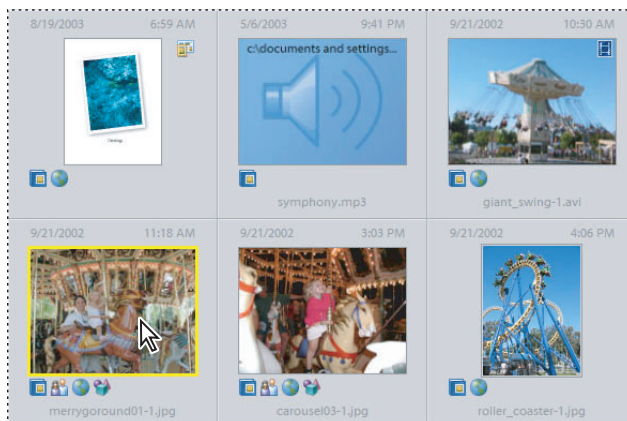 8/19/2003 6:59 AM
5/6/2003 9:41 PM
9/21/2002 10:30 AM
c:\documents and settings...
symphony.mp3
giant_swing-1.avi
9/21/2002 11:18 AM
9/21/2002 3:03 PM
9/21/2002 4:06 PM
merrygoround01-1.jpg
carousel03-1.jpg
roller_coaster-1.jpg